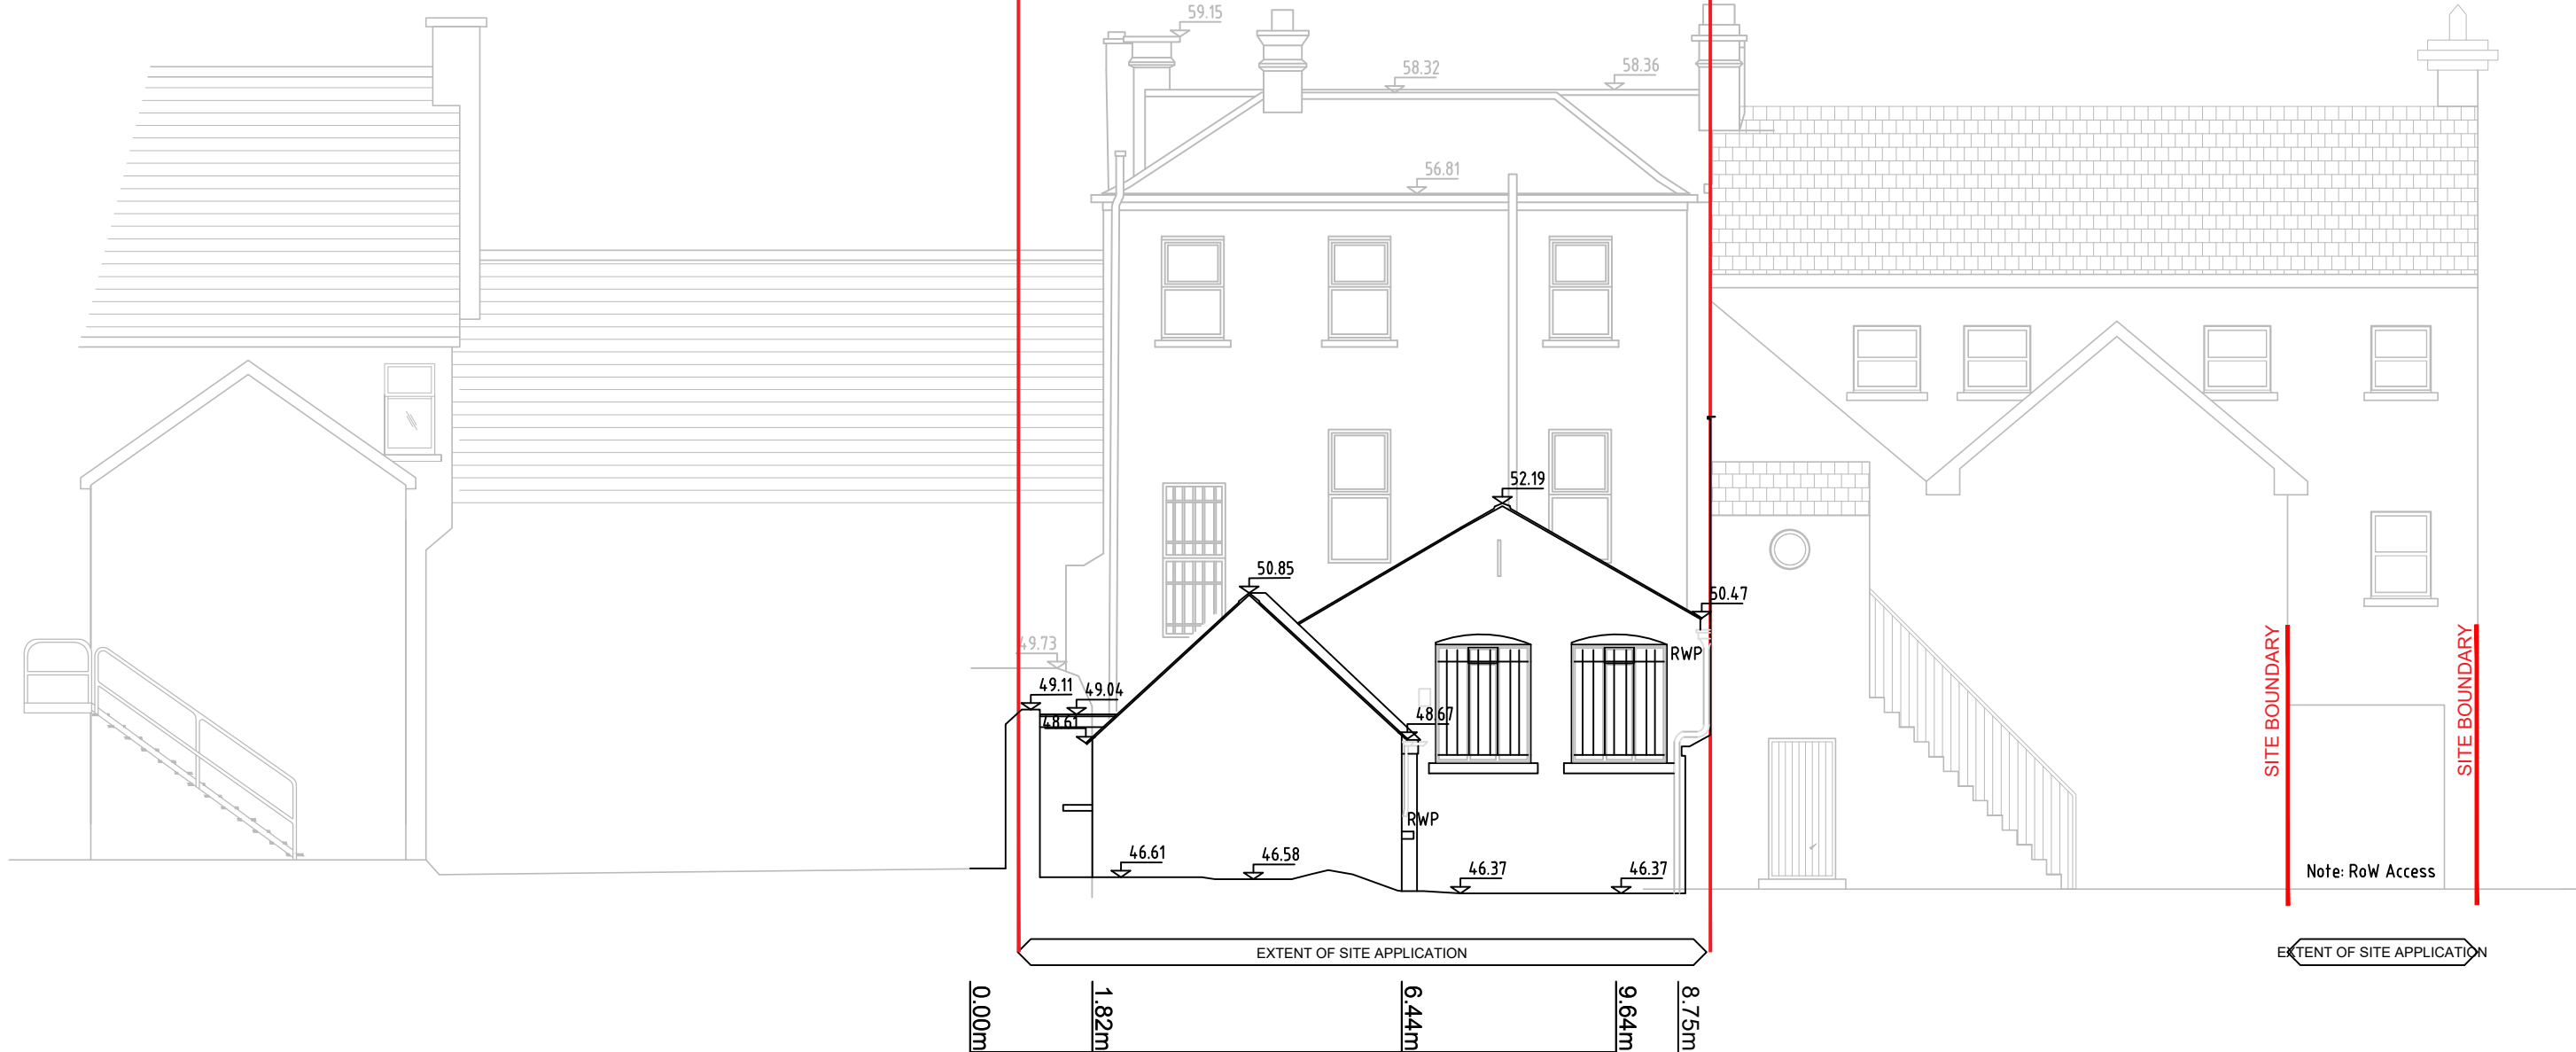 59.15
58.32
58.36
56.81
52.19
50.85
50.47
49.73
RWP
49.11
49.04
48.61
48.67
RWP
46.61
46.58
46.37
46.37
SITE BOUNDARY
SITE BOUNDARY
Note: RoW Access
EXTENT OF SITE APPLICATION
EXTENT OF SITE APPLICATION
0.00m
1.82m
6.44m
9.64m
8.75m